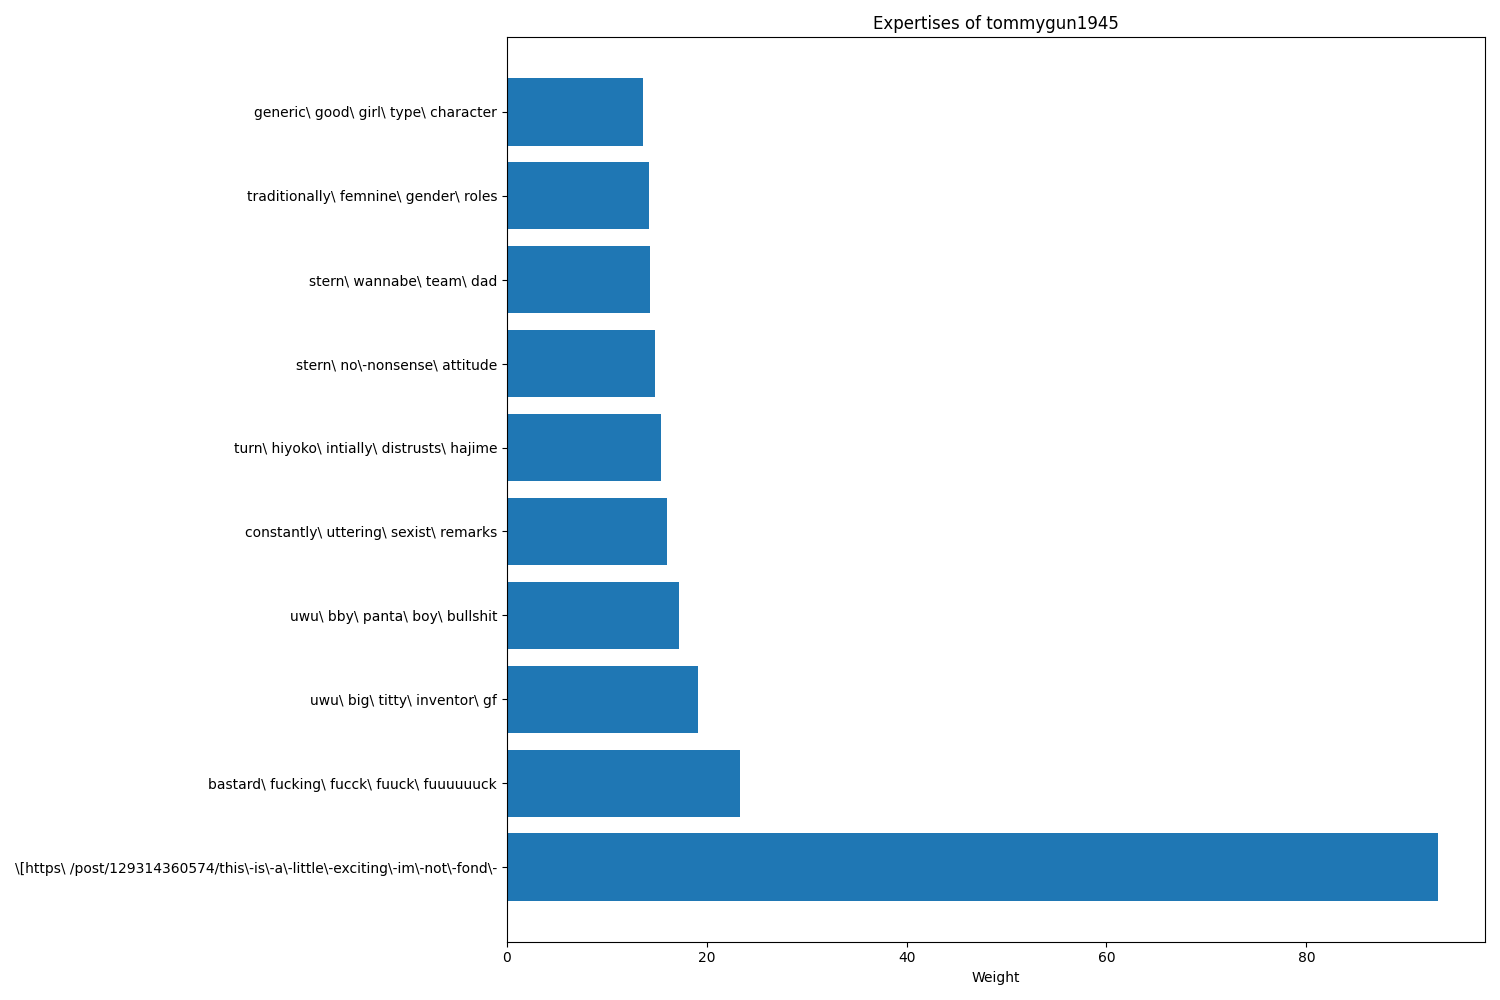 Expertises of tommygun1945
generic\ good\ girl\ type\ character
traditionally\ femnine\ gender\ roles
stern\ wannabe\ team\ dad
stern\ no\-nonsense\ attitude
turn\ hiyoko\ intially\ distrusts\ hajime
constantly\ uttering\ sexist\ remarks
uwu\ bby\ panta\ boy\ bullshit
uwu\ big\ titty\ inventor\ gf
bastard\ fucking\ fucck\ fuuck\ fuuuuuuck
\[https\ /post/129314360574/this\-is\-a\-little\-exciting\-im\-not\-fond\-
0 20 40 60 80
Weight